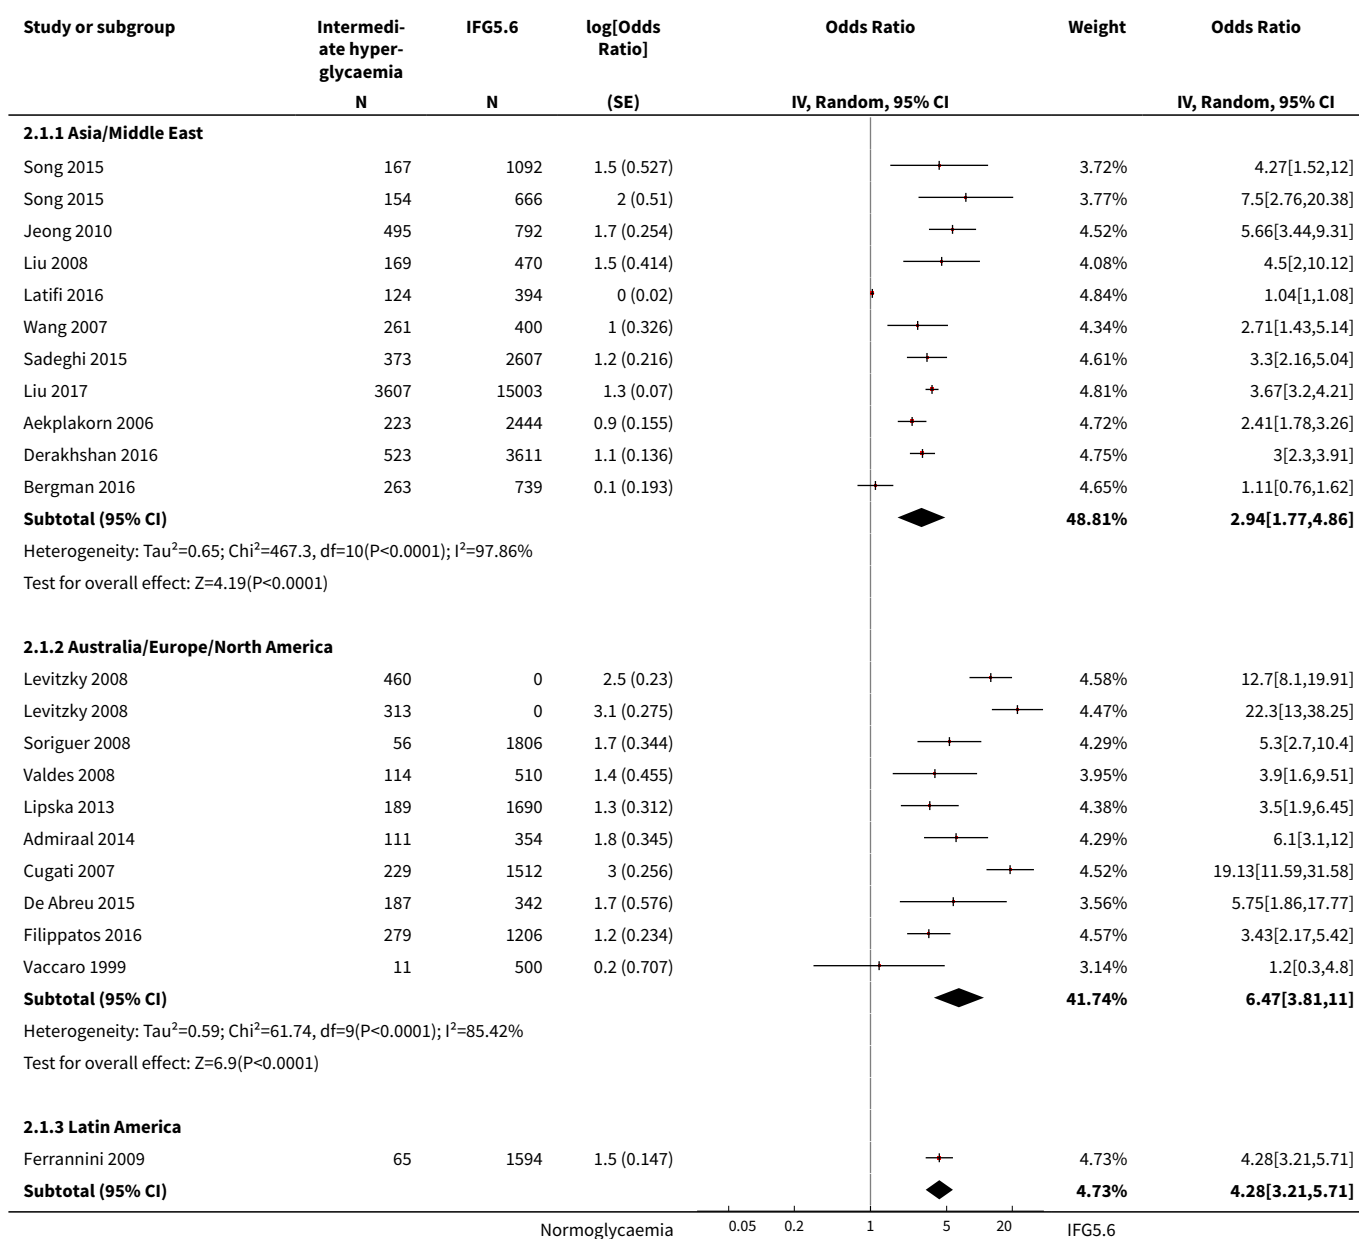 Study or subgroup Intermedi- IFG5.6 log[Odds Odds Ratio Weight Odds Ratio
ate hyper- Ratio]
glycaemia
N N (SE) IV, Random, 95% CI IV, Random, 95% CI
2.1.1 Asia/Middle East
Song 2015 167 1092 1.5 (0.527) 3.72% 4.27[1.52,12]
Song 2015 154 666 2 (0.51) 3.77% 7.5[2.76,20.38]
Jeong 2010 495 792 1.7 (0.254) 4.52% 5.66[3.44,9.31]
Liu 2008 169 470 1.5 (0.414) 4.08% 4.5[2,10.12]
Latifi 2016 124 394 0 (0.02) 4.84% 1.04[1,1.08]
Wang 2007 261 400 1 (0.326) 4.34% 2.71[1.43,5.14]
Sadeghi 2015 373 2607 1.2 (0.216) 4.61% 3.3[2.16,5.04]
Liu 2017 3607 15003 1.3 (0.07) 4.81% 3.67[3.2,4.21]
Aekplakorn 2006 223 2444 0.9 (0.155) 4.72% 2.41[1.78,3.26]
Derakhshan 2016 523 3611 1.1 (0.136) 4.75% 3[2.3,3.91]
Bergman 2016 263 739 0.1 (0.193) 4.65% 1.11[0.76,1.62]
Subtotal (95% CI) 48.81% 2.94[1.77,4.86]
Heterogeneity: Tau²=0.65; Chi²=467.3, df=10(P<0.0001); I²=97.86%
Test for overall effect: Z=4.19(P<0.0001)
2.1.2 Australia/Europe/North America
Levitzky 2008 460 0 2.5 (0.23) 4.58% 12.7[8.1,19.91]
Levitzky 2008 313 0 3.1 (0.275) 4.47% 22.3[13,38.25]
Soriguer 2008 56 1806 1.7 (0.344) 4.29% 5.3[2.7,10.4]
Valdes 2008 114 510 1.4 (0.455) 3.95% 3.9[1.6,9.51]
Lipska 2013 189 1690 1.3 (0.312) 4.38% 3.5[1.9,6.45]
Admiraal 2014 111 354 1.8 (0.345) 4.29% 6.1[3.1,12]
Cugati 2007 229 1512 3 (0.256) 4.52% 19.13[11.59,31.58]
De Abreu 2015 187 342 1.7 (0.576) 3.56% 5.75[1.86,17.77]
Filippatos 2016 279 1206 1.2 (0.234) 4.57% 3.43[2.17,5.42]
Vaccaro 1999 11 500 0.2 (0.707) 3.14% 1.2[0.3,4.8]
Subtotal (95% CI) 41.74% 6.47[3.81,11]
Heterogeneity: Tau²=0.59; Chi²=61.74, df=9(P<0.0001); I²=85.42%
Test for overall effect: Z=6.9(P<0.0001)
2.1.3 Latin America
Ferrannini 2009 65 1594 1.5 (0.147) 4.73% 4.28[3.21,5.71]
Subtotal (95% CI) 4.73% 4.28[3.21,5.71]
Normoglycaemia 0.05 0.2 1 5 20 IFG5.6